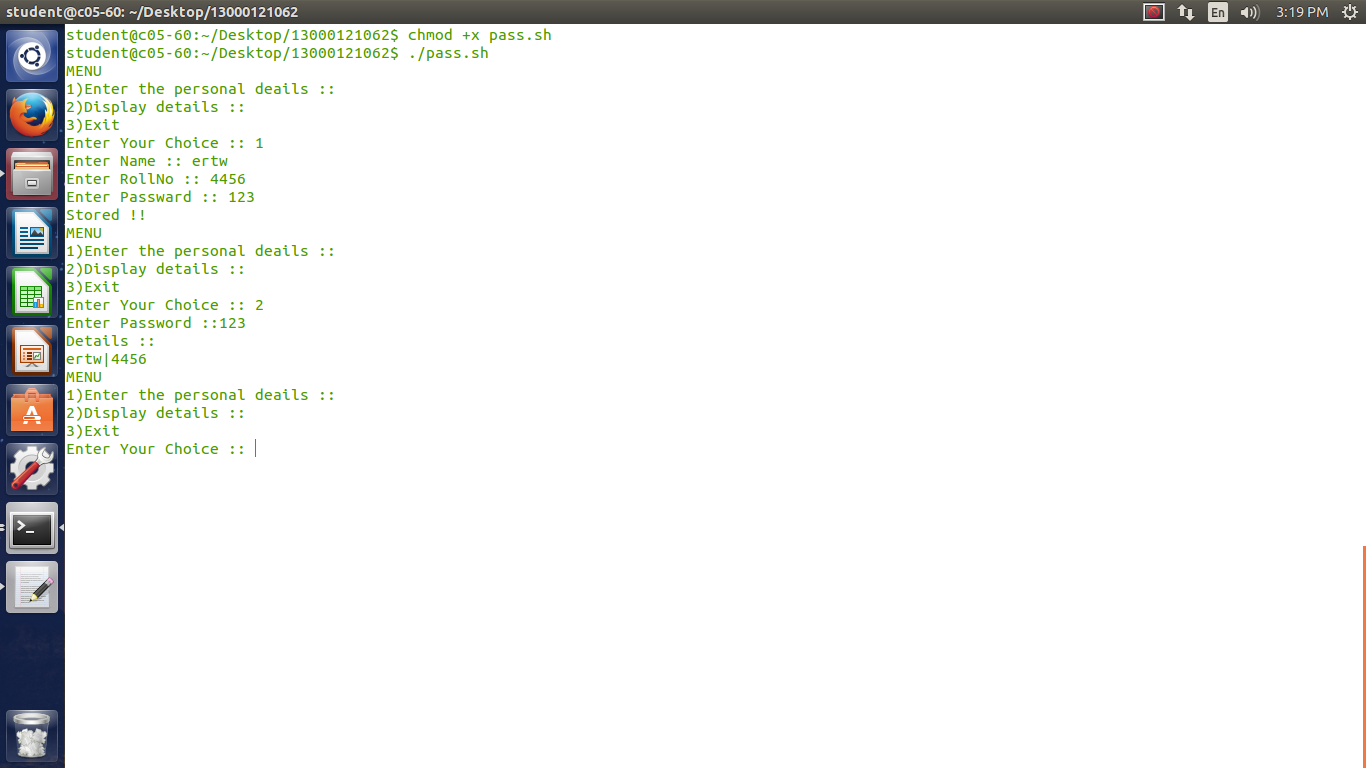 student@c05-60: ~/Desktop/13000121062
En
3:19 PM
student@c05-60:~/Desktop/13000121062$ chmod +x pass.sh
student@c05-60:~/Desktop/13000121062$ ./pass.sh
MENU
1)Enter the personal deails ::
2)Display details ::
3)Exit
Enter Your Choice :: 1
Enter Name :: ertw
Enter RollNo :: 4456
Enter Passward :: 123
Stored !!
MENU
1)Enter the personal deails ::
2)Display details ::
3)Exit
Enter Your Choice :: 2
Enter Password ::123
Details ::
ertw|4456
MENU
1)Enter the personal deails ::
2)Display details ::
3)Exit
Enter Your Choice ::